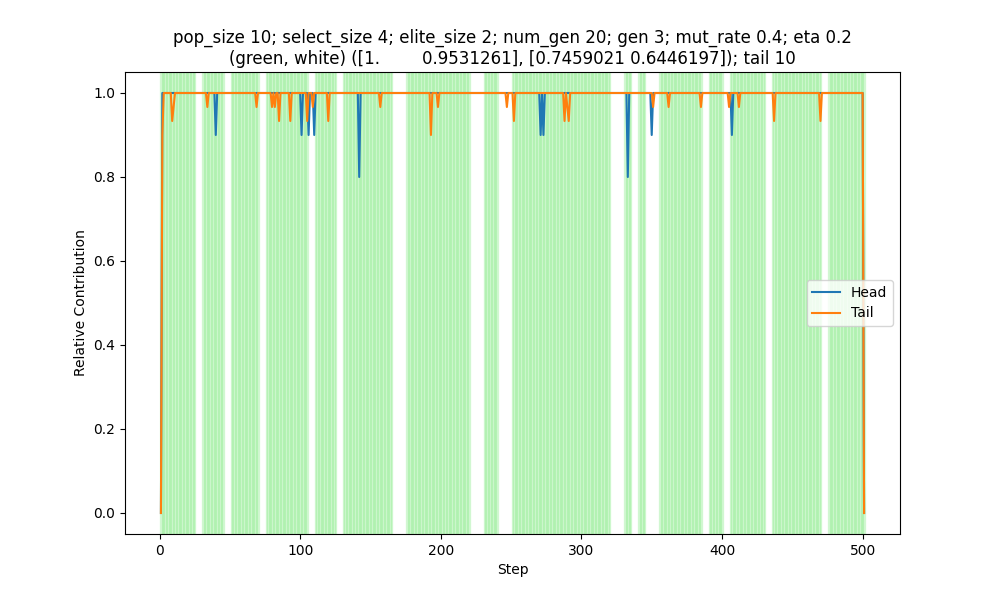 pop_size 10; select_size 4; elite_size 2; num_gen 20; gen 3; mut_rate 0.4; eta 0.2
(green, white) ([1.        0.9531261], [0.7459021 0.6446197]); tail 10
1.0
0.8
0.6
0.4
0.2
0.0
Relative Contribution
Head
Tail
0 100 200 300 400 500
Step